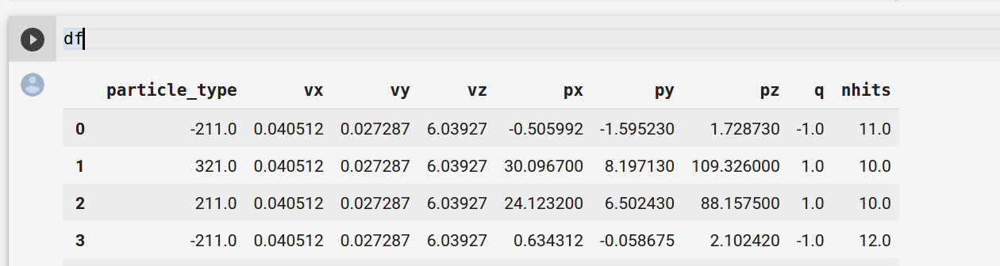 df
particle_type vx vy vz px py pz q nhits
0 -211.0 0.040512 0.027287 6.03927 -0.505992 -1.595230 1.728730 -1.0 11.0
1 321.0 0.040512 0.027287 6.03927 30.096700 8.197130 109.326000 1.0 10.0
2 211.0 0.040512 0.027287 6.03927 24.123200 6.502430 88.157500 1.0 10.0
3 -211.0 0.040512 0.027287 6.03927 0.634312 -0.058675 2.102420 -1.0 12.0